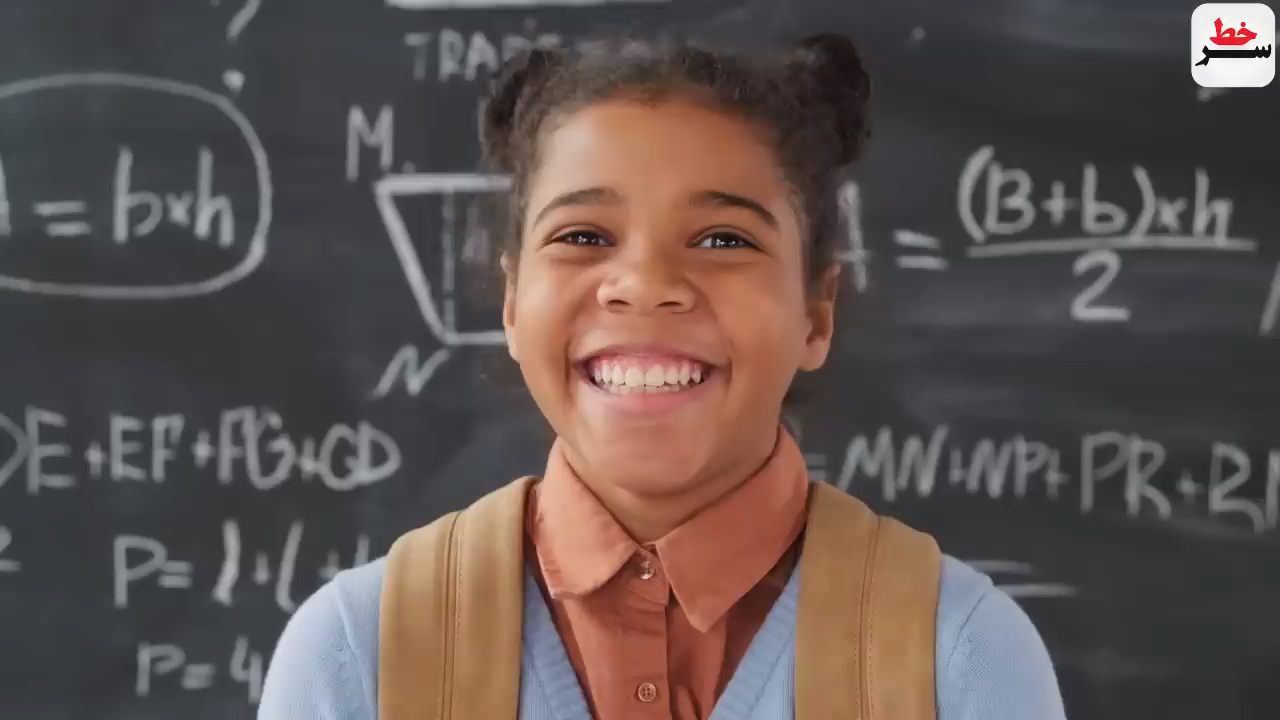 خط
سر
?
M
= b×h
= (B+b)×h
2
N
DE+EF+FG+GD
MN+NP+PR+
P= l+l+
P= 4